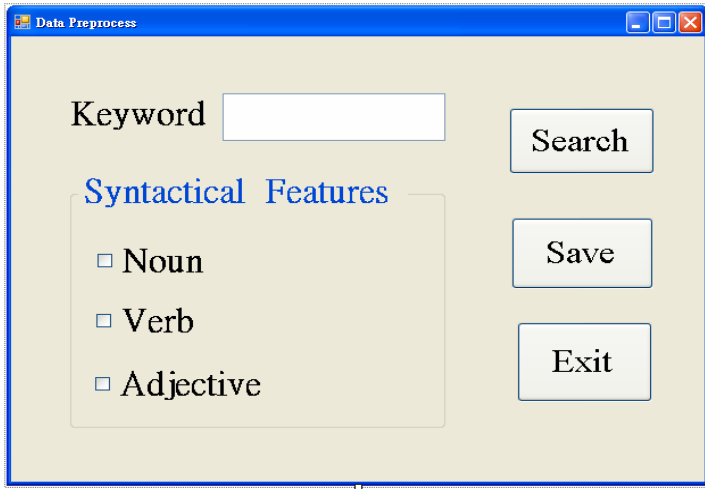 Data Preprocess
Keyword
Search
Syntactical Features
Noun
Save
Verb
Exit
Adjective